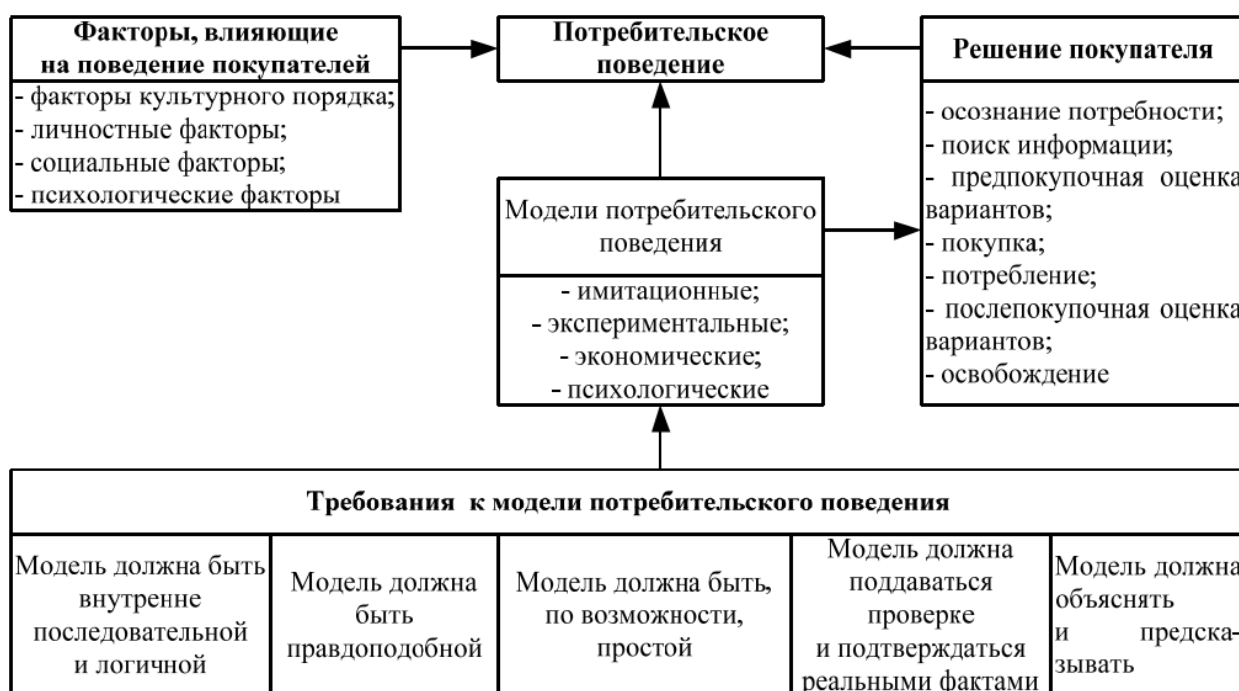 Факторы, влияющие
на поведение покупателей
- факторы культурного порядка;
- личностные факторы;
- социальные факторы;
- психологические факторы
Потребительское
поведение
Решение покупателя
- осознание потребности;
- поиск информации;
- предпокупочная оценка
вариантов;
- покупка;
- потребление;
- послепокупочная оценка
вариантов;
- освобождение
Модели потребительского
поведения
- имитационные;
- экспериментальные;
- экономические;
- психологические
Требования к модели потребительского поведения
Модель должна быть
внутренне
последовательной
и логичной
Модель должна
быть
правдоподобной
Модель должна быть,
по возможности,
простой
Модель должна
поддаваться
проверке
и подтверждаться
реальными фактами
Модель должна
объяснять
и предска-
зывать